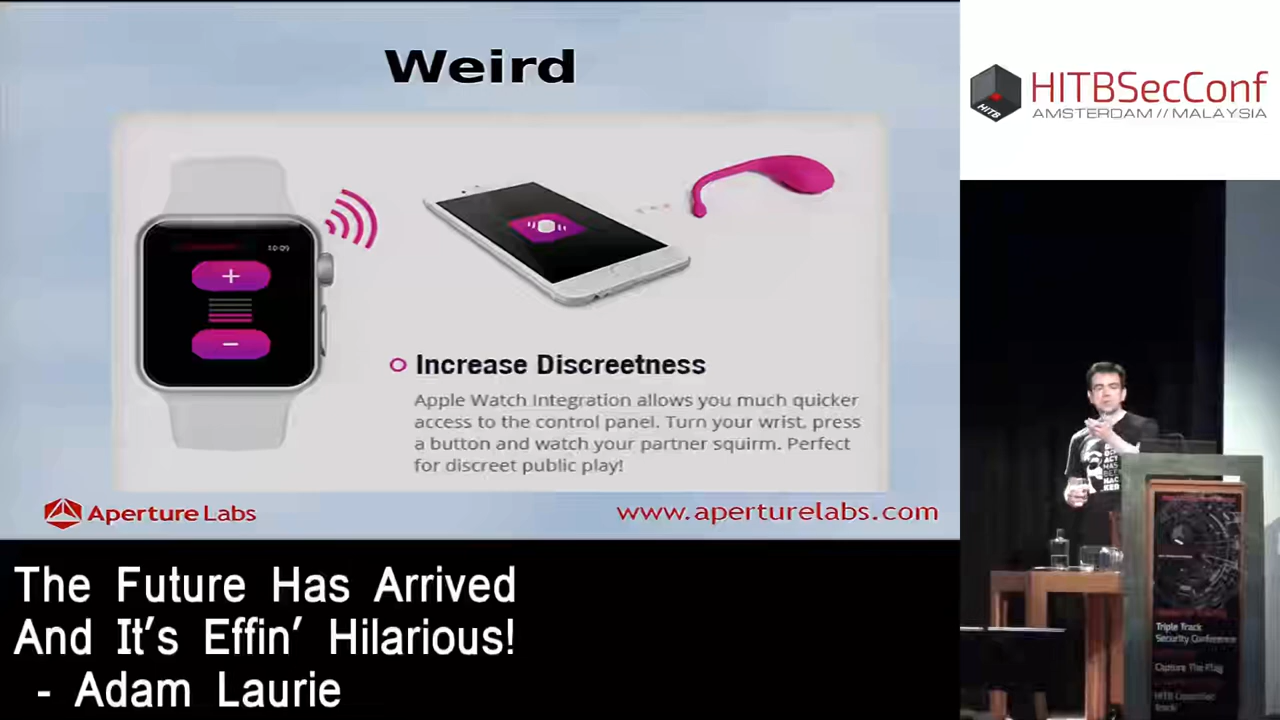 Weird
10:09
Increase Discreetness
Apple Watch Integration allows you much quicker
access to the control panel. Turn your wrist, press
a button and watch your partner squirm. Perfect
for discreet public play!
Aperture Labs
www.aperturelabs.com
The Future Has Arrived
And It's Effin' Hilarious!
- Adam Laurie
HITB
HITBSecConf
AMSTERDAM // MALAYSIA
Triple Track
Security Conference
Capture The Flag